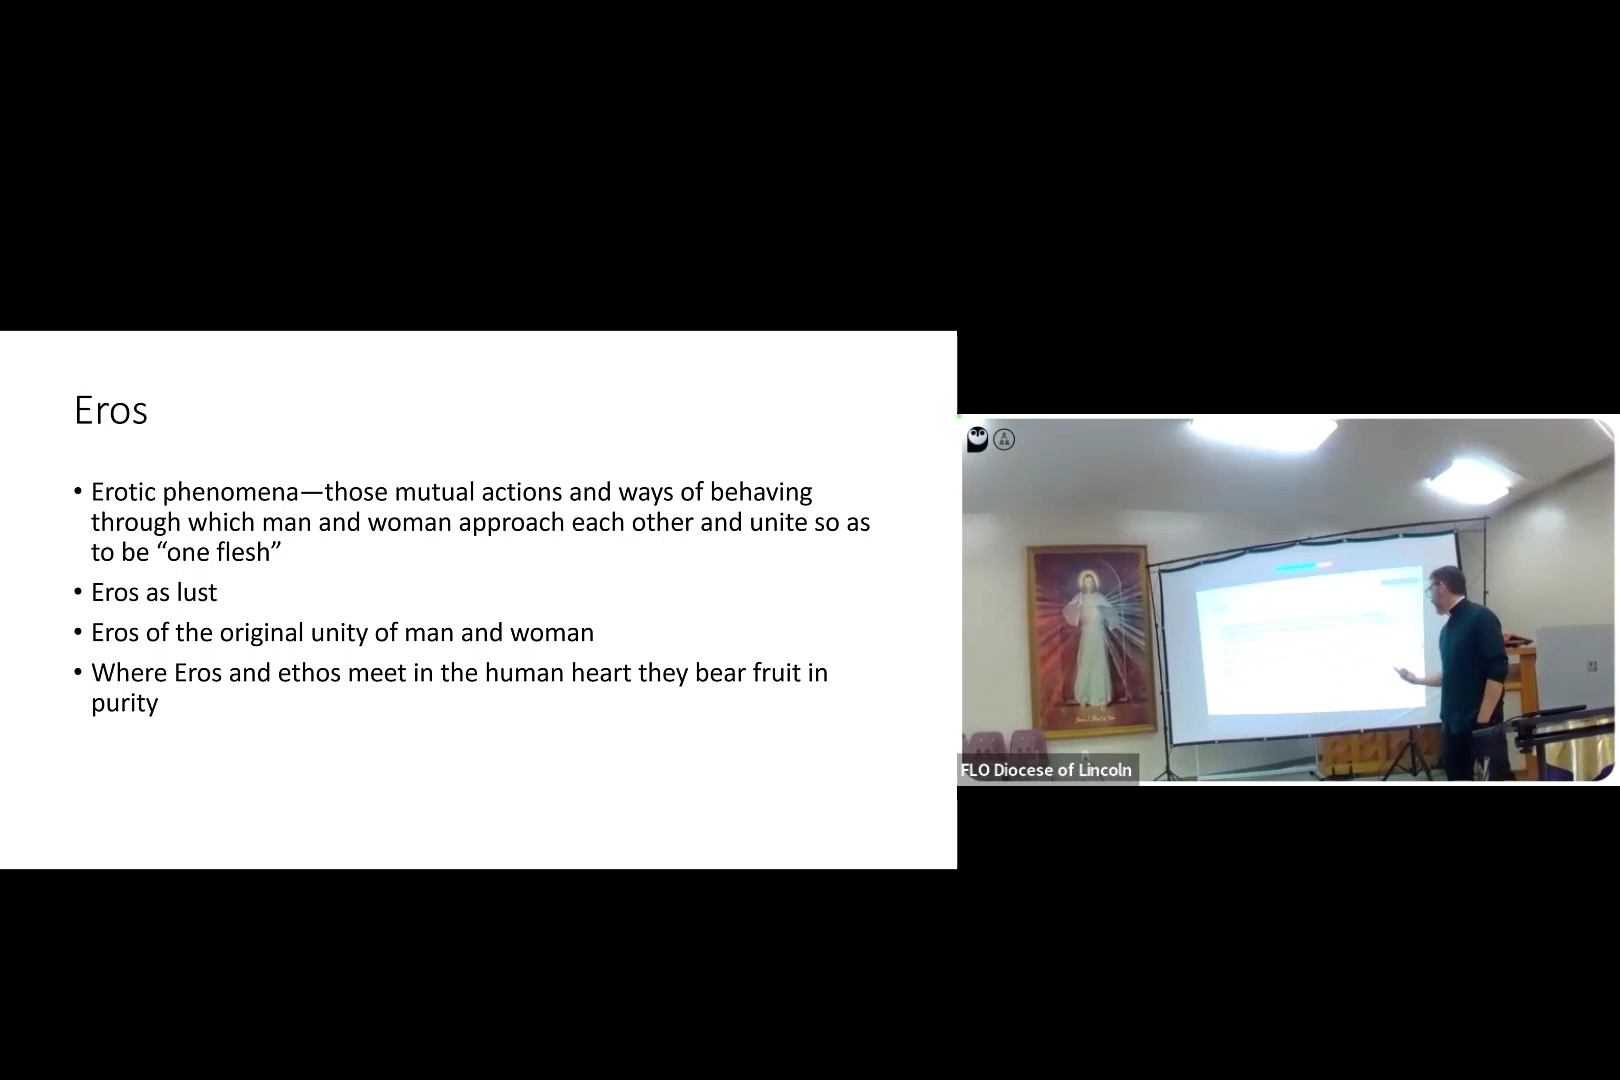 Eros
• Erotic phenomena—those mutual actions and ways of behaving
through which man and woman approach each other and unite so as
to be “one flesh”
• Eros as lust
• Eros of the original unity of man and woman
• Where Eros and ethos meet in the human heart they bear fruit in
purity
FLO Diocese of Lincoln